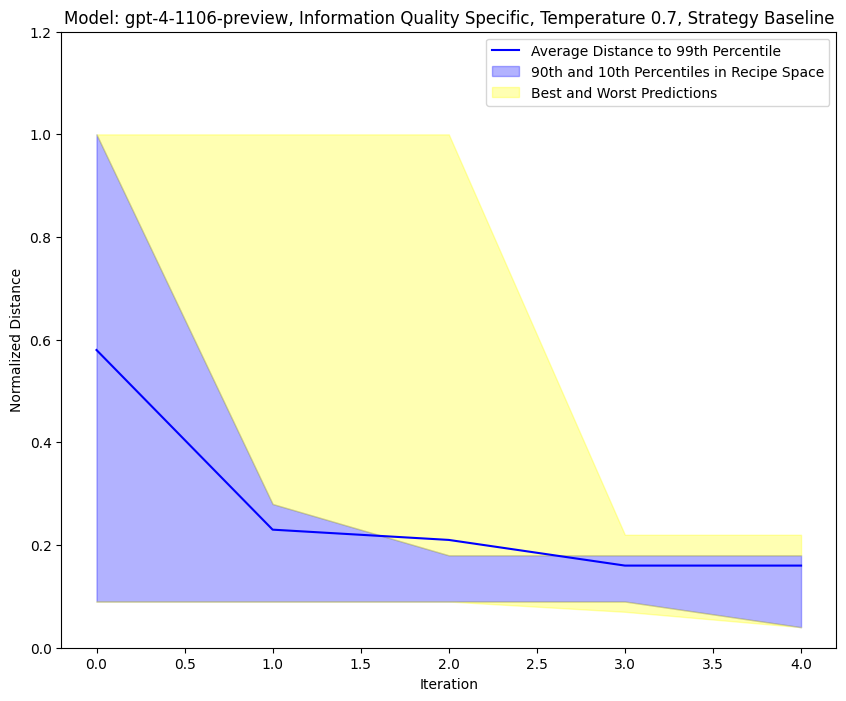 Model: gpt-4-1106-preview, Information Quality Specific, Temperature 0.7, Strategy Baseline
Average Distance to 99th Percentile
90th and 10th Percentiles in Recipe Space
Best and Worst Predictions
Normalized Distance
1.2
1.0
0.8
0.6
0.4
0.2
0.0
0.0 0.5 1.0 1.5 2.0 2.5 3.0 3.5 4.0
Iteration